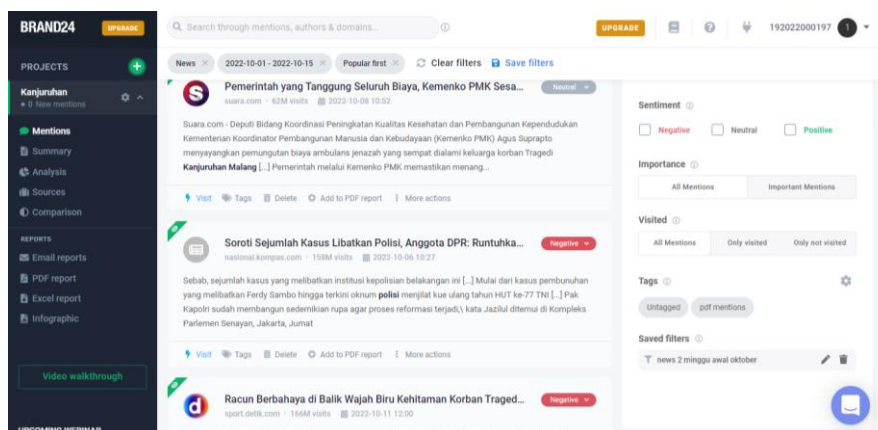 BRAND24
UPGRADE
Search through mentions, authors & domains...
UPGRADE
192022000197
1
PROJECTS
Kanjuruhan
0 New mentions
Mentions
Summary
Analysis
Sources
Comparison
REPORTS
Email reports
PDF report
Excel report
Infographic
Video walkthrough
UPCOMING WEBINAR
News ×
2022-10-01 - 2022-10-15 ×
Popular first ×
Clear filters
Save filters
Pemerintah yang Tanggung Seluruh Biaya, Kemenko PMK Sesa...
Neutral
suara.com · 62M visits 2022-10-08 10:52
Suara.com - Deputi Bidang Koordinasi Peningkatan Kualitas Kesehatan dan Pembangunan Kependudukan
Kementerian Koordinator Pembangunan Manusia dan Kebudayaan (Kemenko PMK) Agus Suprapto
menyayangkan pemungutan biaya ambulans jenazah yang sempat dialami keluarga korban Tragedi
Kanjuruhan Malang [...] Pemerintah melalui Kemenko PMK memastikan menang...
Visit Tags Delete Add to PDF report More actions
Soroti Sejumlah Kasus Libatkan Polisi, Anggota DPR: Runtuhka...
Negative
nasional.kompas.com · 159M visits 2022-10-06 10:27
Sebab, sejumlah kasus yang melibatkan institusi kepolisian belakangan ini [...] Mulai dari kasus pembunuhan
yang melibatkan Ferdy Sambo hingga terkini oknum polisi menjilat kue ulang tahun HUT ke-77 TNI [...] Pak
Kapolri sudah membangun sedemikian rupa agar proses reformasi terjadi,\ kata Jazilul ditemui di Kompleks
Parlemen Senayan, Jakarta, Jumat
Visit Tags Delete Add to PDF report More actions
Racun Berbahaya di Balik Wajah Biru Kehitaman Korban Traged...
Negative
sport.detik.com · 166M visits 2022-10-11 12:00
Sentiment
Negative Neutral Positive
Importance
All Mentions Important Mentions
Visited
All Mentions Only visited Only not visited
Tags
Untagged pdf mentions
Saved filters
news 2 minggu awal oktober